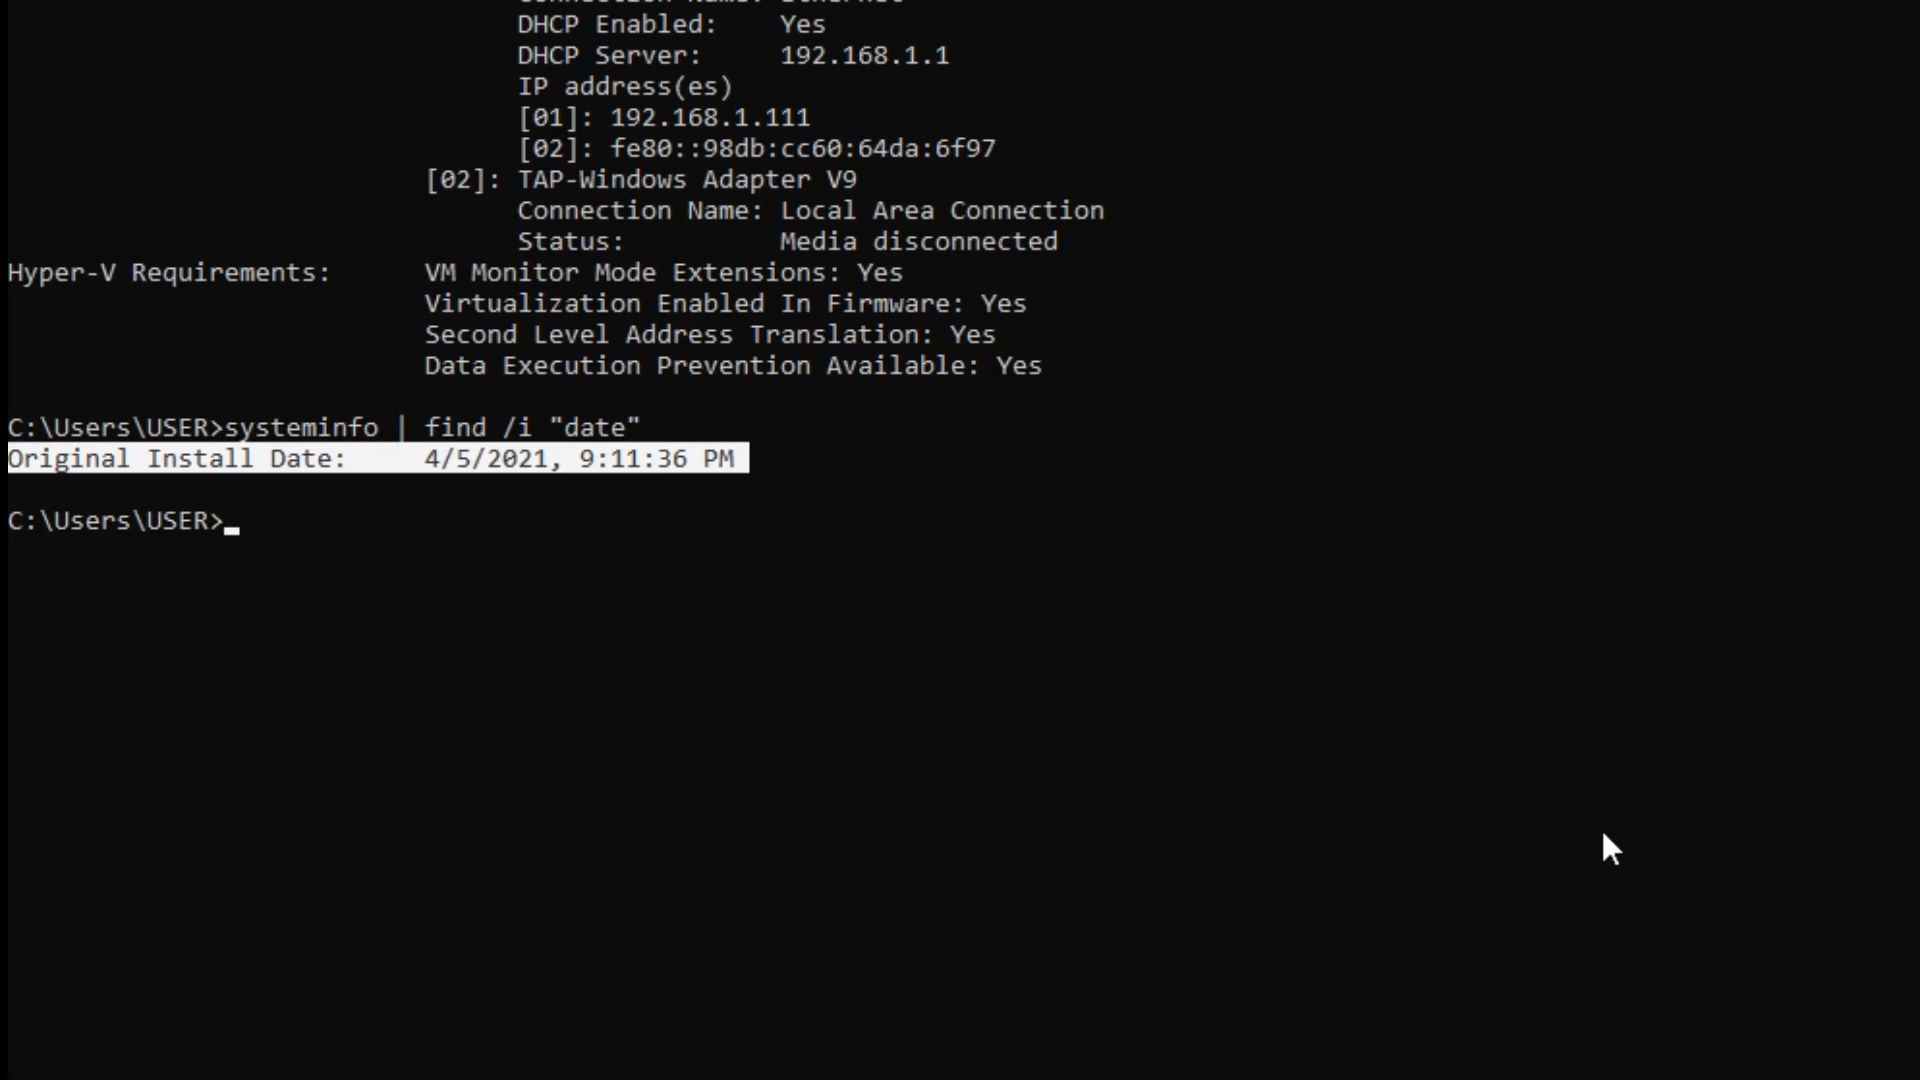 DHCP Enabled:    Yes
DHCP Server:     192.168.1.1
IP address(es)
[01]: 192.168.1.111
[02]: fe80::98db:cc60:64da:6f97
[02]: TAP-Windows Adapter V9
Connection Name: Local Area Connection
Status:          Media disconnected
Hyper-V Requirements:      VM Monitor Mode Extensions: Yes
Virtualization Enabled In Firmware: Yes
Second Level Address Translation: Yes
Data Execution Prevention Available: Yes
C:\Users\USER>systeminfo | find /i "date"
Original Install Date:     4/5/2021, 9:11:36 PM
C:\Users\USER>